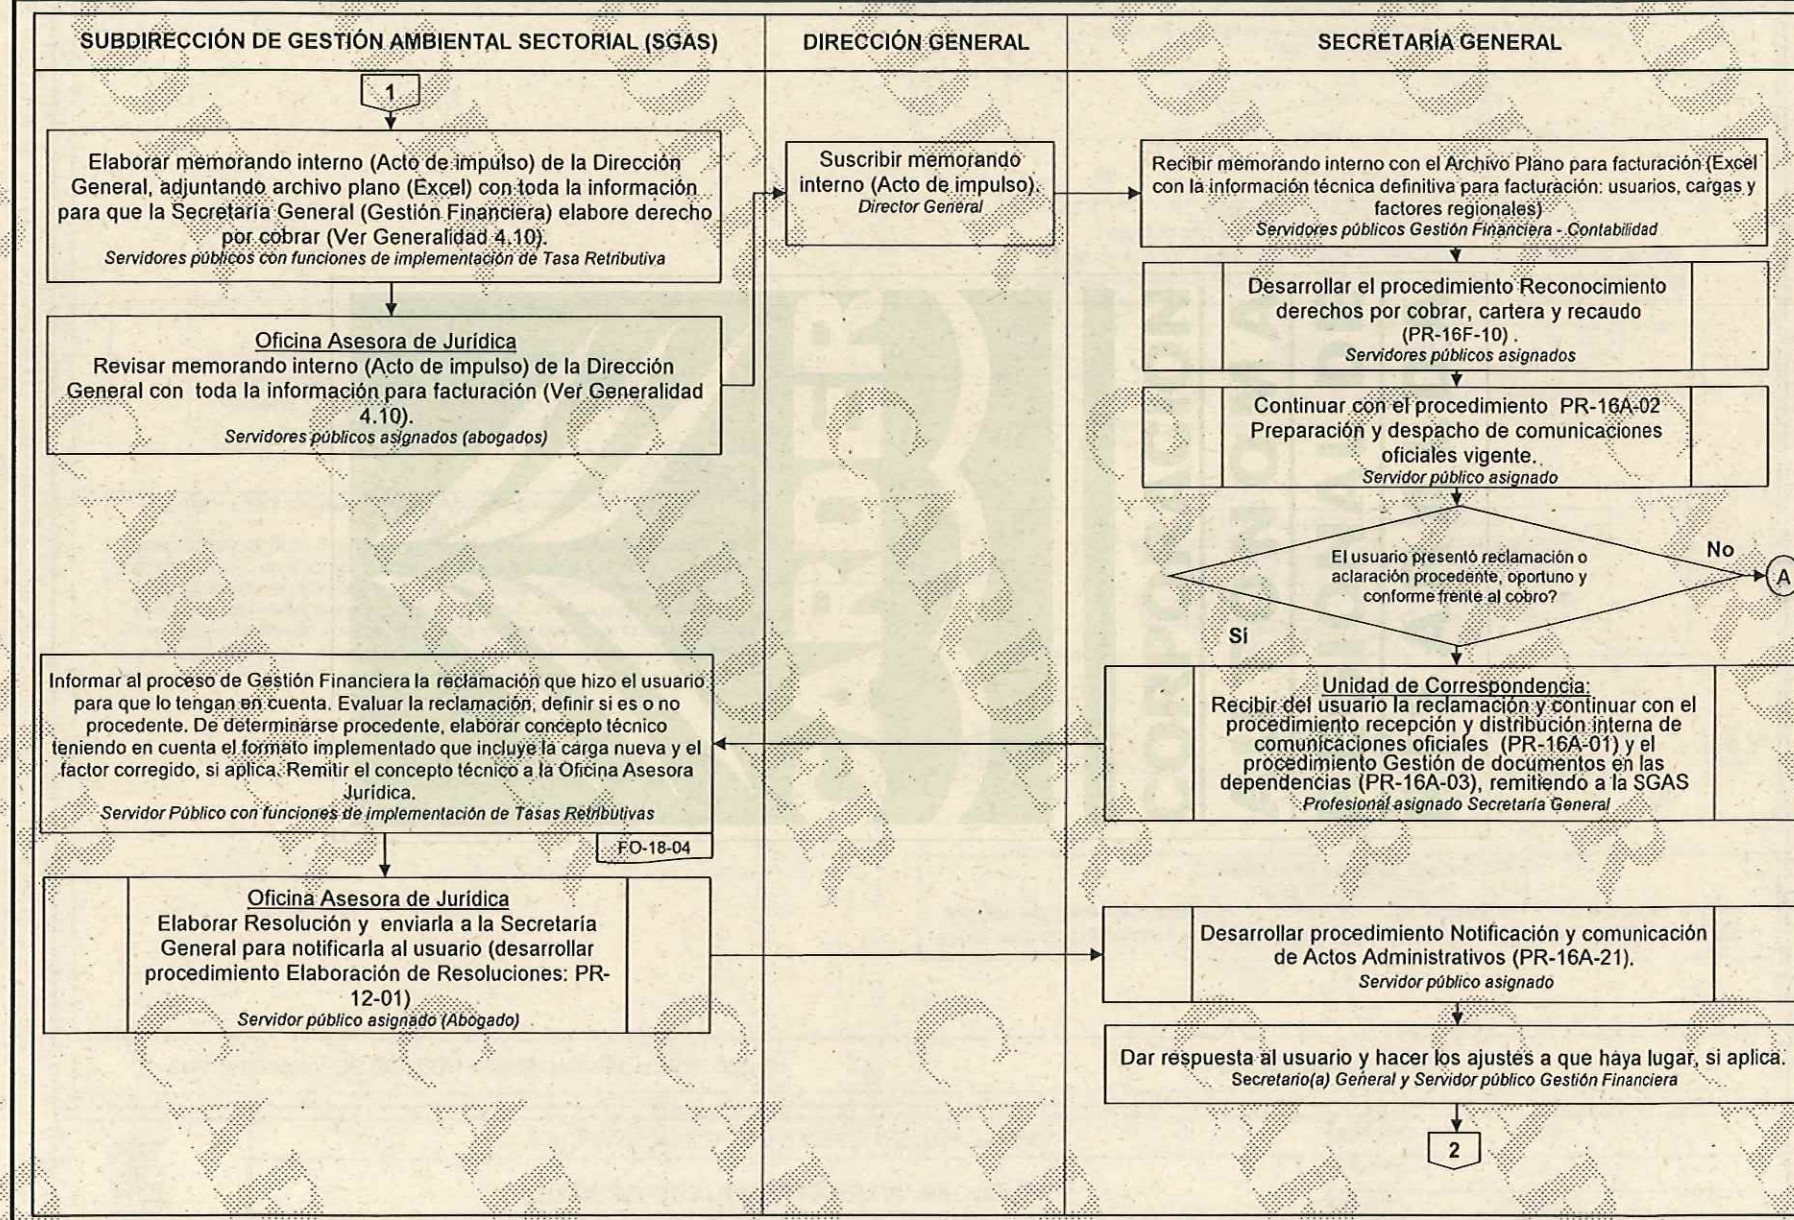 SUBDIRECCIÓN DE GESTIÓN AMBIENTAL SECTORIAL (SGAS)
DIRECCIÓN GENERAL
SECRETARÍA GENERAL
1
Elaborar memorando interno (Acto de impulso) de la Dirección
General, adjuntando archivo plano (Excel) con toda la información
para que la Secretaría General (Gestión Financiera) elabore derecho
por cobrar (Ver Generalidad 4.10).
Servidores públicos con funciones de implementación de Tasa Retributiva
Oficina Asesora de Jurídica
Revisar memorando interno (Acto de impulso) de la Dirección
General con toda la información para facturación (Ver Generalidad
4.10).
Servidores públicos asignados (abogados)
Suscribir memorando
interno (Acto de impulso).
Director General
Recibir memorando interno con el Archivo Plano para facturación (Excel
con la información técnica definitiva para facturación: usuarios, cargas y
factores regionales)
Servidores públicos Gestión Financiera - Contabilidad
Desarrollar el procedimiento Reconocimiento
derechos por cobrar, cartera y recaudo
(PR-16F-10) .
Servidores públicos asignados
Continuar con el procedimiento PR-16A-02
Preparación y despacho de comunicaciones
oficiales vigente.
Servidor público asignado
El usuario presentó reclamación o
aclaración procedente, oportuno y
conforme frente al cobro?
No
A
Sí
Unidad de Correspondencia:
Recibir del usuario la reclamación y continuar con el
procedimiento recepción y distribución interna de
comunicaciones oficiales (PR-16A-01) y el
procedimiento Gestión de documentos en las
dependencias (PR-16A-03), remitiendo a la SGAS
Profesional asignado Secretaría General
Informar al proceso de Gestión Financiera la reclamación que hizo el usuario
para que lo tengan en cuenta. Evaluar la reclamación, definir si es o no
procedente. De determinarse procedente, elaborar concepto técnico
teniendo en cuenta el formato implementado que incluye la carga nueva y el
factor corregido, si aplica. Remitir el concepto técnico a la Oficina Asesora
Jurídica.
Servidor Público con funciones de implementación de Tasas Retributivas
FO-18-04
Oficina Asesora de Jurídica
Elaborar Resolución y enviarla a la Secretaría
General para notificarla al usuario (desarrollar
procedimiento Elaboración de Resoluciones: PR-
12-01)
Servidor público asignado (Abogado)
Desarrollar procedimiento Notificación y comunicación
de Actos Administrativos (PR-16A-21).
Servidor público asignado
Dar respuesta al usuario y hacer los ajustes a que haya lugar, si aplica.
Secretario(a) General y Servidor público Gestión Financiera
2